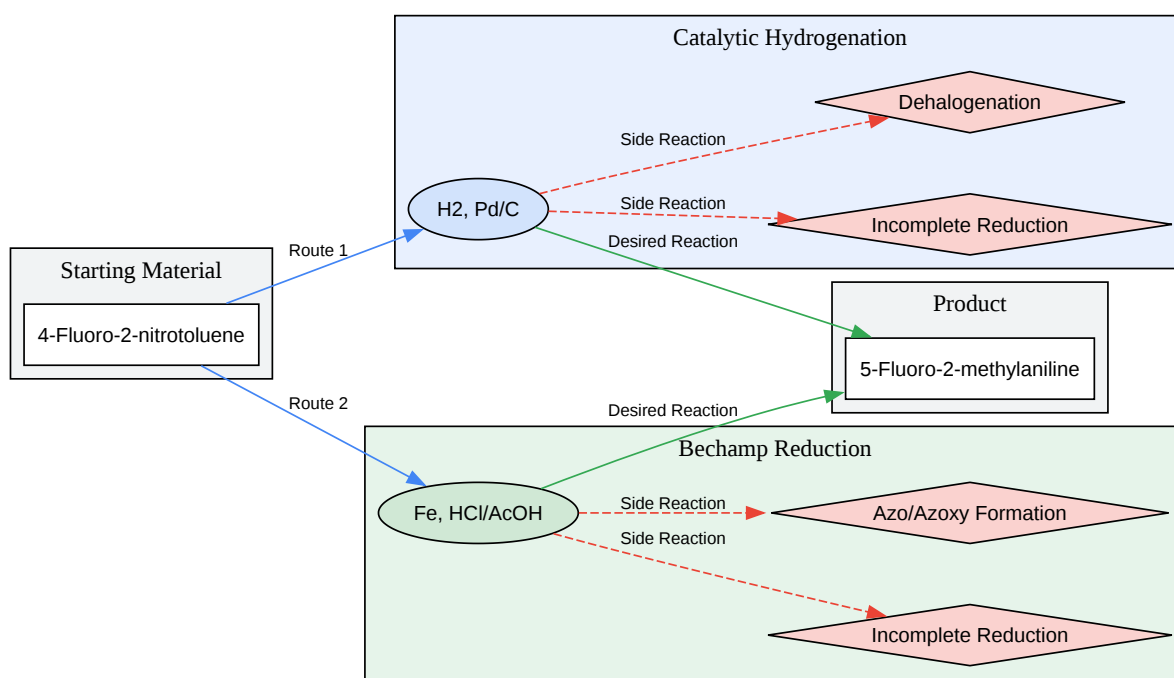 Catalytic Hydrogenation
Dehalogenation
Side Reaction
H2, Pd/C
Side Reaction
Incomplete Reduction
Desired Reaction
Route 1
Starting Material
4-Fluoro-2-nitrotoluene
Product
5-Fluoro-2-methylaniline
Route 2
Desired Reaction
Bechamp Reduction
Fe, HCl/AcOH
Side Reaction
Azo/Azoxy Formation
Side Reaction
Incomplete Reduction